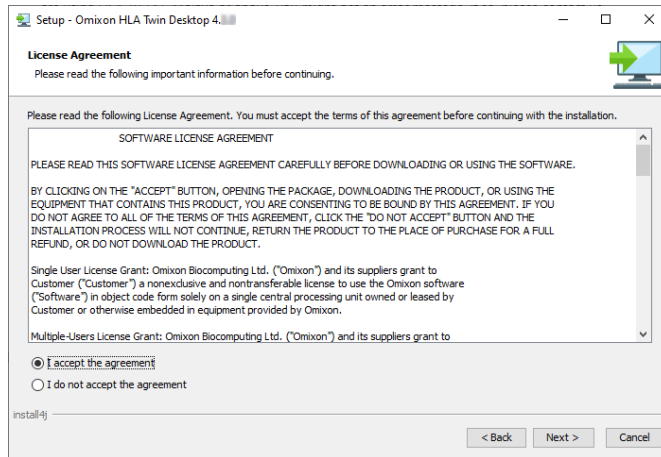 Setup - Omixon HLA Twin Desktop 4.
License Agreement
Please read the following important information before continuing.
Please read the following License Agreement. You must accept the terms of this agreement before continuing with the installation.
SOFTWARE LICENSE AGREEMENT
PLEASE READ THIS SOFTWARE LICENSE AGREEMENT CAREFULLY BEFORE DOWNLOADING OR USING THE SOFTWARE.
BY CLICKING ON THE "ACCEPT" BUTTON, OPENING THE PACKAGE, DOWNLOADING THE PRODUCT, OR USING THE
EQUIPMENT THAT CONTAINS THIS PRODUCT, YOU ARE CONSENTING TO BE BOUND BY THIS AGREEMENT. IF YOU
DO NOT AGREE TO ALL OF THE TERMS OF THIS AGREEMENT, CLICK THE "DO NOT ACCEPT" BUTTON AND THE
INSTALLATION PROCESS WILL NOT CONTINUE, RETURN THE PRODUCT TO THE PLACE OF PURCHASE FOR A FULL
REFUND, OR DO NOT DOWNLOAD THE PRODUCT.
Single User License Grant: Omixon Biocomputing Ltd. ("Omixon") and its suppliers grant to
Customer ("Customer") a nonexclusive and nontransferable license to use the Omixon software
("Software") in object code form solely on a single central processing unit owned or leased by
Customer or otherwise embedded in equipment provided by Omixon.
Multiple-Users License Grant: Omixon Biocomputing Ltd. ("Omixon") and its suppliers grant to
I accept the agreement
I do not accept the agreement
install4j
< Back Next > Cancel